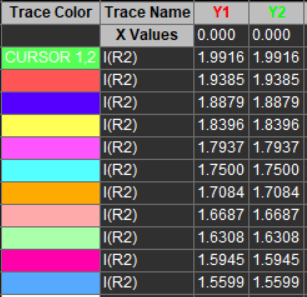 Trace Color Trace Name Y1 Y2
X Values 0.000 0.000
CURSOR 1,2 I(R2) 1.9916 1.9916
I(R2) 1.9385 1.9385
I(R2) 1.8879 1.8879
I(R2) 1.8396 1.8396
I(R2) 1.7937 1.7937
I(R2) 1.7500 1.7500
I(R2) 1.7084 1.7084
I(R2) 1.6687 1.6687
I(R2) 1.6308 1.6308
I(R2) 1.5945 1.5945
I(R2) 1.5599 1.5599